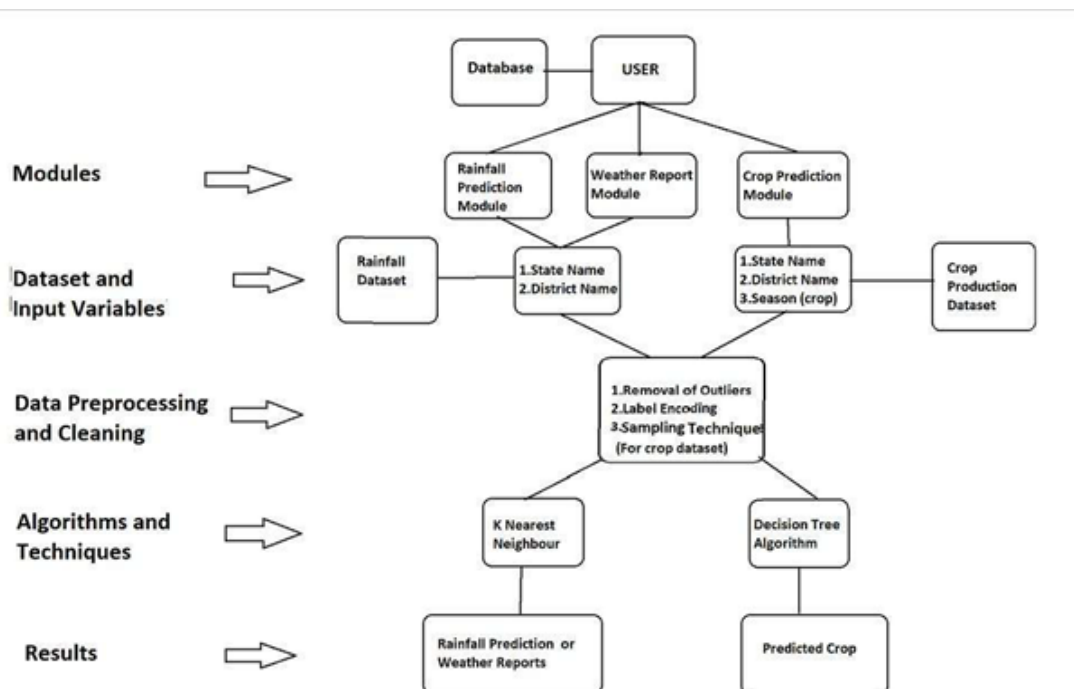 Database
USER
Modules
Rainfall
Prediction
Module
Weather Report
Module
Crop Prediction
Module
Dataset and
Input Variables
Rainfall
Dataset
1.State Name
2.District Name
1.State Name
2.District Name
3.Season (crop)
Crop
Production
Dataset
Data Preprocessing
and Cleaning
1.Removal of Outliers
2.Label Encoding
3.Sampling Technique
(For crop dataset)
Algorithms and
Techniques
K Nearest
Neighbour
Decision Tree
Algorithm
Results
Rainfall Prediction or
Weather Reports
Predicted Crop